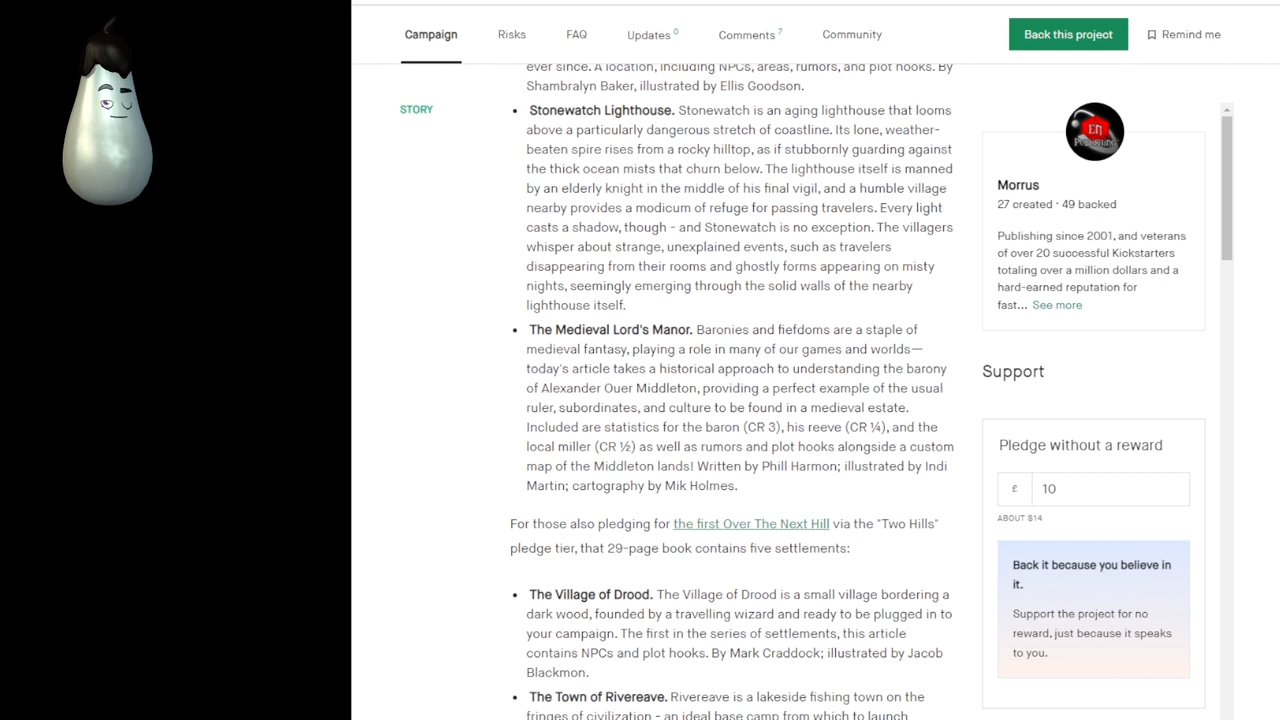 Campaign Risks FAQ Updates 0 Comments 7 Community Back this project Remind me
ever since. A location, including NPCs, areas, rumors, and plot hooks. By
Shambralyn Baker, illustrated by Ellis Goodson.
STORY
• Stonewatch Lighthouse. Stonewatch is an aging lighthouse that looms
above a particularly dangerous stretch of coastline. Its lone, weather-
beaten spire rises from a rocky hilltop, as if stubbornly guarding against
the thick ocean mists that churn below. The lighthouse itself is manned
by an elderly knight in the middle of his final vigil, and a humble village
nearby provides a modicum of refuge for passing travelers. Every light
casts a shadow, though - and Stonewatch is no exception. The villagers
whisper about strange, unexplained events, such as travelers
disappearing from their rooms and ghostly forms appearing on misty
nights, seemingly emerging through the solid walls of the nearby
lighthouse itself.
• The Medieval Lord's Manor. Baronies and fiefdoms are a staple of
medieval fantasy, playing a role in many of our games and worlds—
today's article takes a historical approach to understanding the barony
of Alexander Ouer Middleton, providing a perfect example of the usual
ruler, subordinates, and culture to be found in a medieval estate.
Included are statistics for the baron (CR 3), his reeve (CR ¼), and the
local miller (CR ½) as well as rumors and plot hooks alongside a custom
map of the Middleton lands! Written by Phill Harmon; illustrated by Indi
Martin; cartography by Mik Holmes.
For those also pledging for the first Over The Next Hill via the "Two Hills"
pledge tier, that 29-page book contains five settlements:
• The Village of Drood. The Village of Drood is a small village bordering a
dark wood, founded by a travelling wizard and ready to be plugged in to
your campaign. The first in the series of settlements, this article
contains NPCs and plot hooks. By Mark Craddock; illustrated by Jacob
Blackmon.
• The Town of Rivereave. Rivereave is a lakeside fishing town on the
fringes of civilization - an ideal base camp from which to launch
EN
PUBLISHING
Morrus
27 created · 49 backed
Publishing since 2001, and veterans
of over 20 successful Kickstarters
totaling over a million dollars and a
hard-earned reputation for
fast... See more
Support
Pledge without a reward
£ 10
ABOUT $14
Back it because you believe in
it.
Support the project for no
reward, just because it speaks
to you.